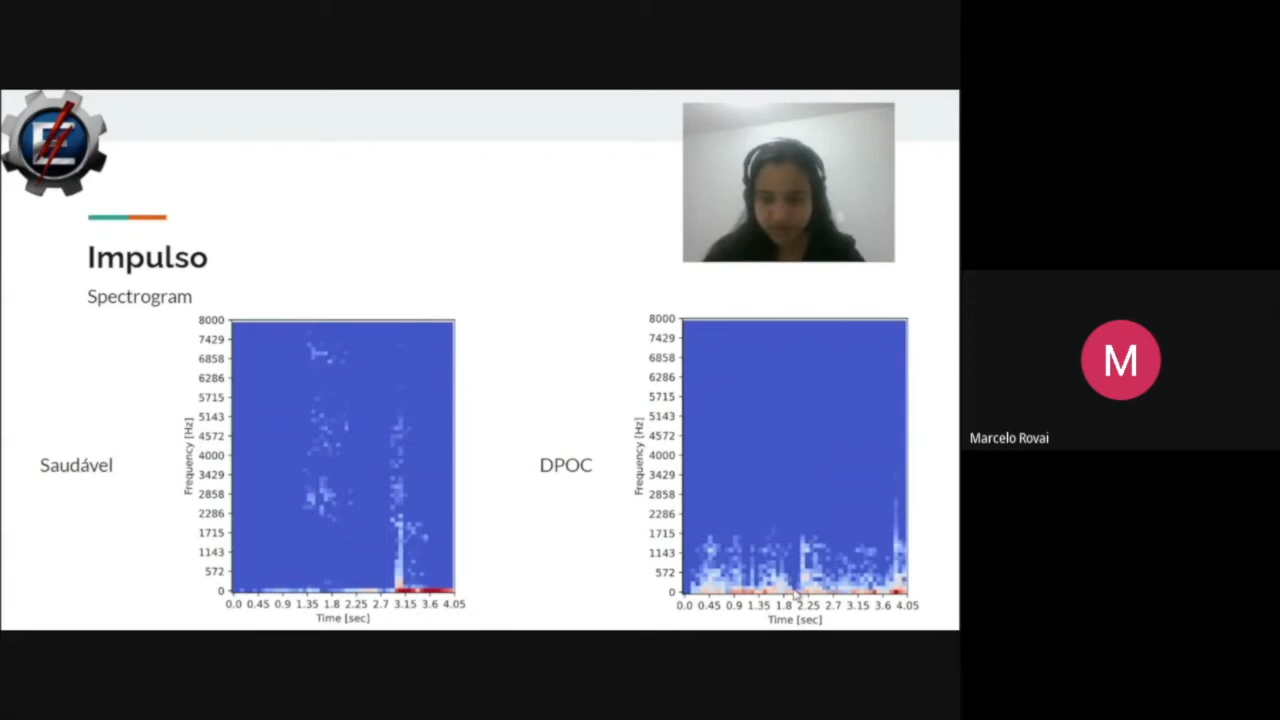 E
Impulso
Spectrogram
Saudável
Frequency [Hz]
8000
7429
6858
6286
5715
5143
4572
4000
3429
2858
2286
1715
1143
572
0
0.0 0.45 0.9 1.35 1.8 2.25 2.7 3.15 3.6 4.05
Time [sec]
DPOC
Frequency [Hz]
8000
7429
6858
6286
5715
5143
4572
4000
3429
2858
2286
1715
1143
572
0
0.0 0.45 0.9 1.35 1.8 2.25 2.7 3.15 3.6 4.05
Time [sec]
M
Marcelo Rovai